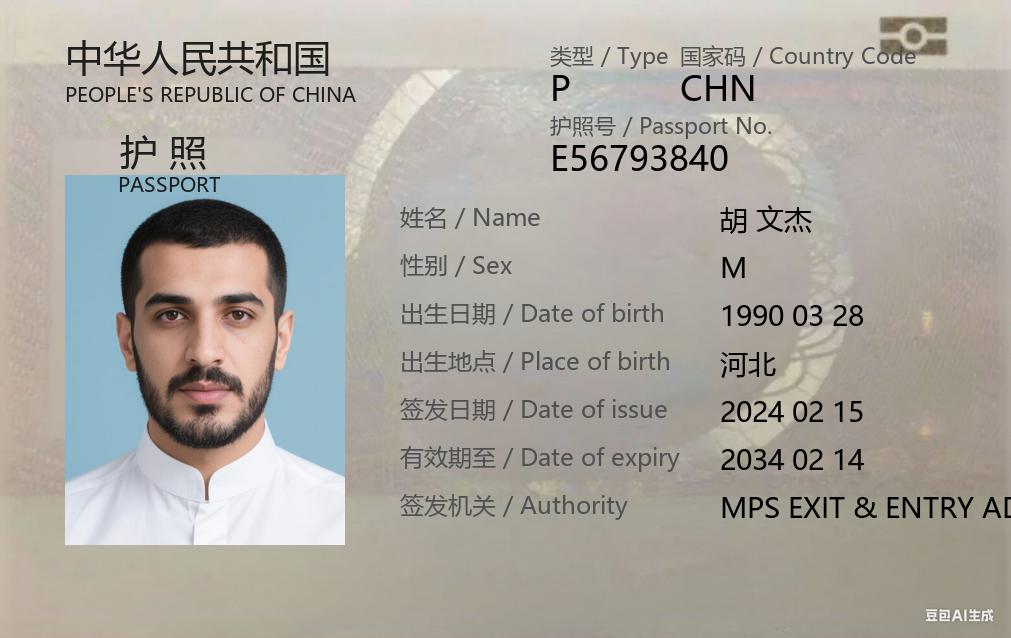 中华人民共和国
PEOPLE'S REPUBLIC OF CHINA
护照
PASSPORT
类型 / Type 国家码 / Country Code
P CHN
护照号 / Passport No.
E56793840
姓名 / Name 胡 文杰
性别 / Sex M
出生日期 / Date of birth 1990 03 28
出生地点 / Place of birth 河北
签发日期 / Date of issue 2024 02 15
有效期至 / Date of expiry 2034 02 14
签发机关 / Authority MPS EXIT & ENTRY AD
豆包AI生成